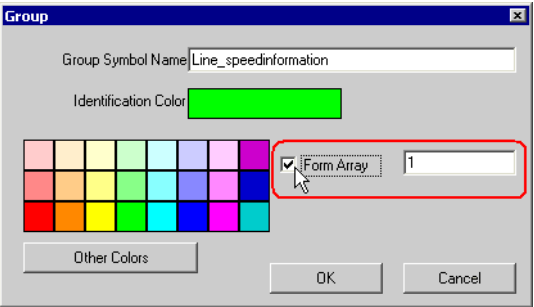 Group
Group Symbol Name Line_speedinformation
Identification Color
Form Array 1
Other Colors
OK Cancel